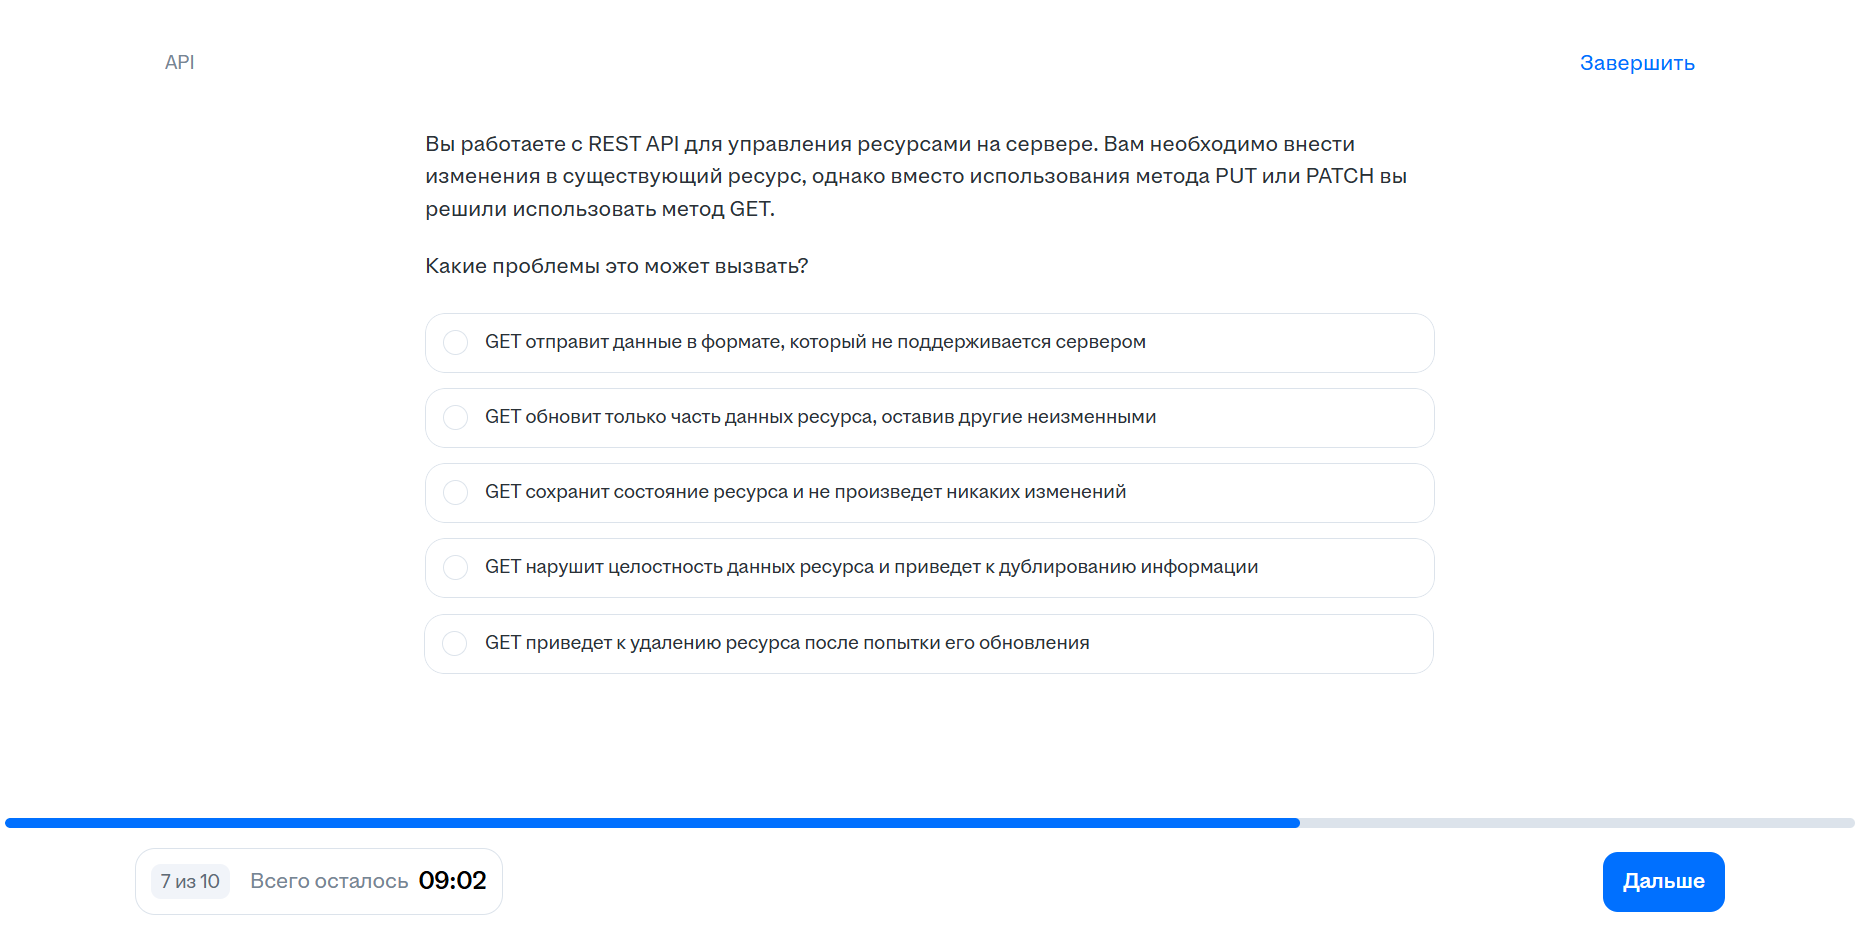 API
Завершить
Вы работаете с REST API для управления ресурсами на сервере. Вам необходимо внести
изменения в существующий ресурс, однако вместо использования метода PUT или PATCH вы
решили использовать метод GET.
Какие проблемы это может вызвать?
GET отправит данные в формате, который не поддерживается сервером
GET обновит только часть данных ресурса, оставив другие неизменными
GET сохранит состояние ресурса и не произведет никаких изменений
GET нарушит целостность данных ресурса и приведет к дублированию информации
GET приведет к удалению ресурса после попытки его обновления
7 из 10 Всего осталось 09:02
Дальше